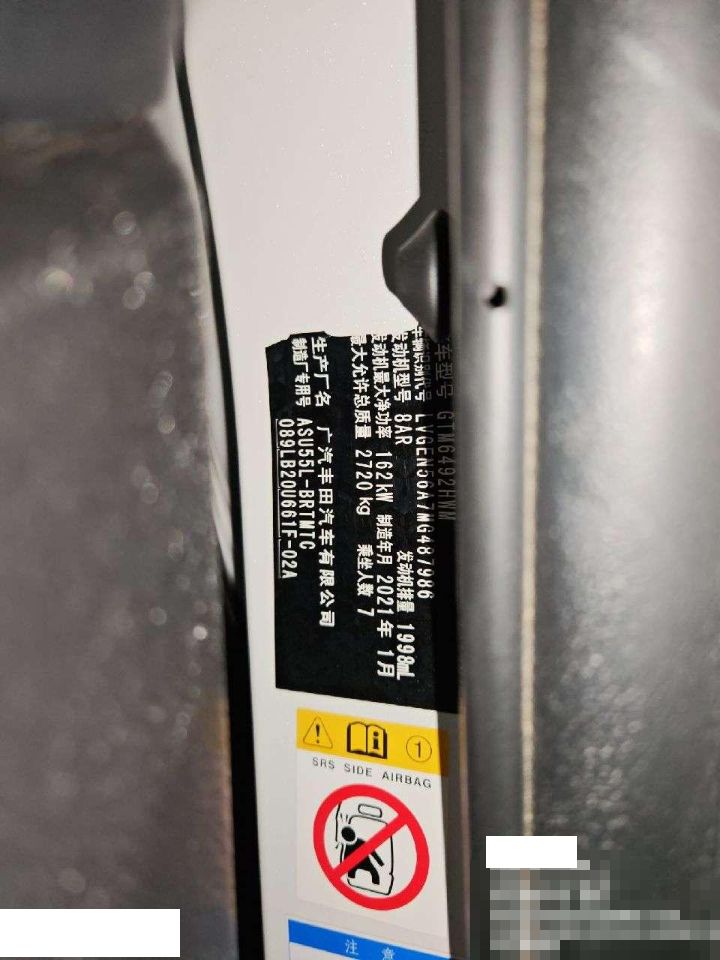 车型号 GTM6492HWM
车辆识别代号 LVGEN56A7MG487986
发动机型号 8AR 发动机排量 1998mL
发动机最大净功率 162kW 制造年月 2021年 1月
最大允许总质量 2720kg 乘坐人数 7
生产厂名 广汽丰田汽车有限公司
制造厂专用号 ASU55L-BRTMTC
089LB20U661F-02A
1
SRS SIDE AIRBAG
注 意